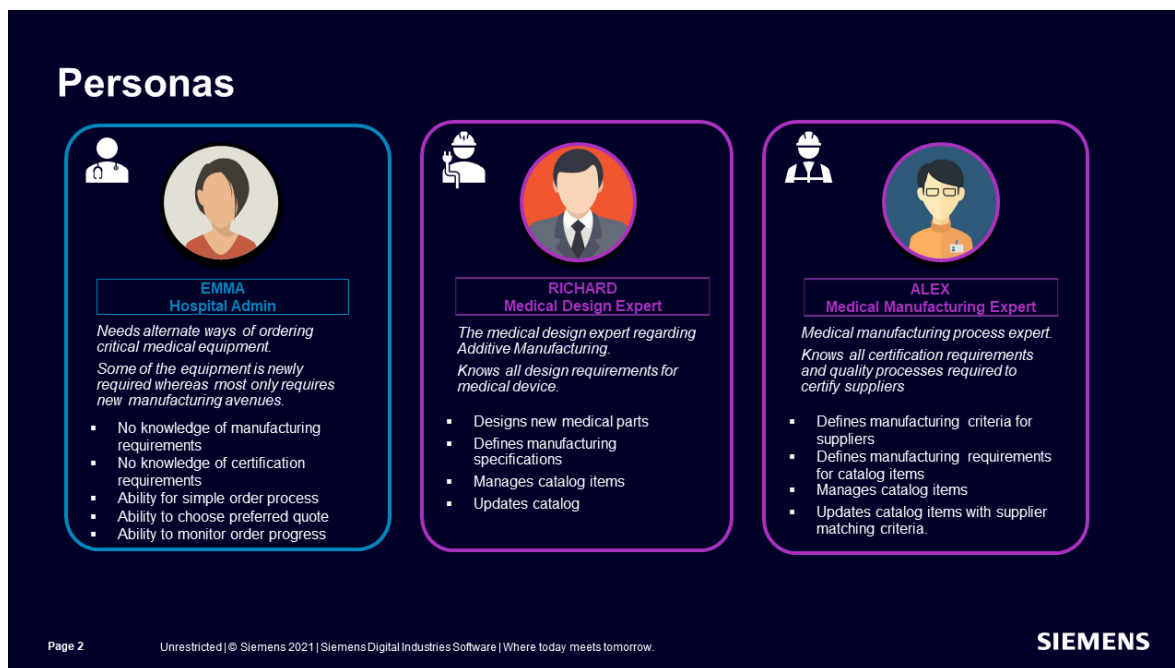 Personas
EMMA
Hospital Admin
Needs alternate ways of ordering
critical medical equipment.
Some of the equipment is newly
required whereas most only requires
new manufacturing avenues.
▪ No knowledge of manufacturing
requirements
▪ No knowledge of certification
requirements
▪ Ability for simple order process
▪ Ability to choose preferred quote
▪ Ability to monitor order progress
RICHARD
Medical Design Expert
The medical design expert regarding
Additive Manufacturing.
Knows all design requirements for
medical device.
▪ Designs new medical parts
▪ Defines manufacturing
specifications
▪ Manages catalog items
▪ Updates catalog
ALEX
Medical Manufacturing Expert
Medical manufacturing process expert.
Knows all certification requirements
and quality processes required to
certify suppliers
▪ Defines manufacturing criteria for
suppliers
▪ Defines manufacturing requirements
for catalog items
▪ Manages catalog items
▪ Updates catalog items with supplier
matching criteria.
Page 2
Unrestricted | © Siemens 2021 | Siemens Digital Industries Software | Where today meets tomorrow.
SIEMENS